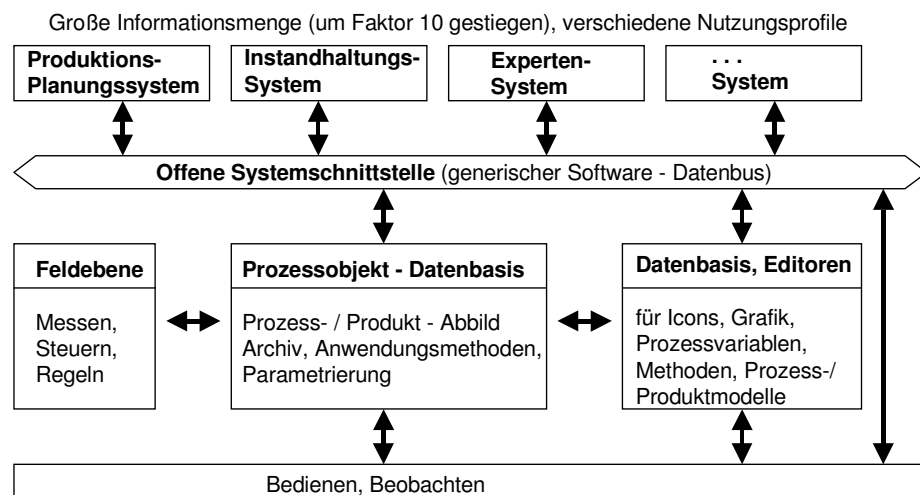 Große Informationsmenge (um Faktor 10 gestiegen), verschiedene Nutzungsprofile
Produktions-
Planungssystem
Instandhaltungs-
System
Experten-
System
. . .
System
Offene Systemschnittstelle (generischer Software - Datenbus)
Feldebene
Messen,
Steuern,
Regeln
Prozessobjekt - Datenbasis
Prozess- / Produkt - Abbild
Archiv, Anwendungsmethoden,
Parametrierung
Datenbasis, Editoren
für Icons, Grafik,
Prozessvariablen,
Methoden, Prozess-/
Produktmodelle
Bedienen, Beobachten